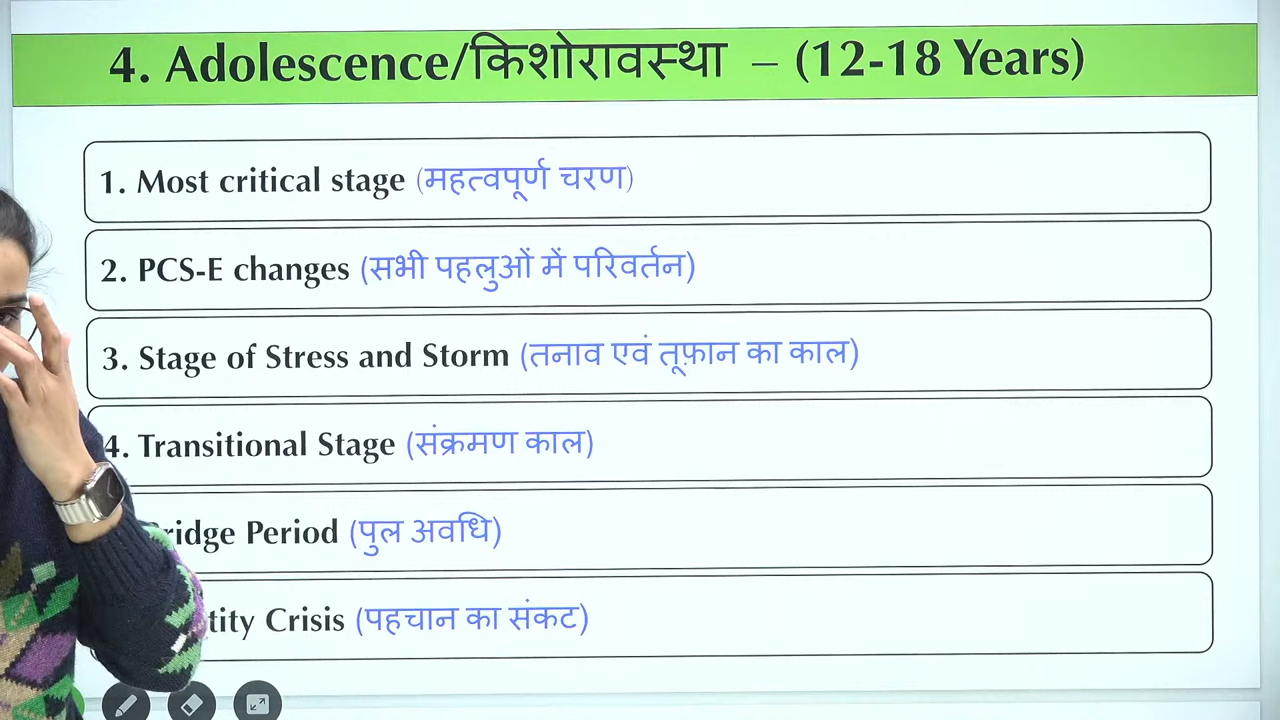 4. Adolescence/किशोरावस्था – (12-18 Years)
1. Most critical stage (महत्वपूर्ण चरण)
2. PCS-E changes (सभी पहलुओं में परिवर्तन)
3. Stage of Stress and Storm (तनाव एवं तूफ़ान का काल)
4. Transitional Stage (संक्रमण काल)
Period (पुल अवधि)
Crisis (पहचान का संकट)